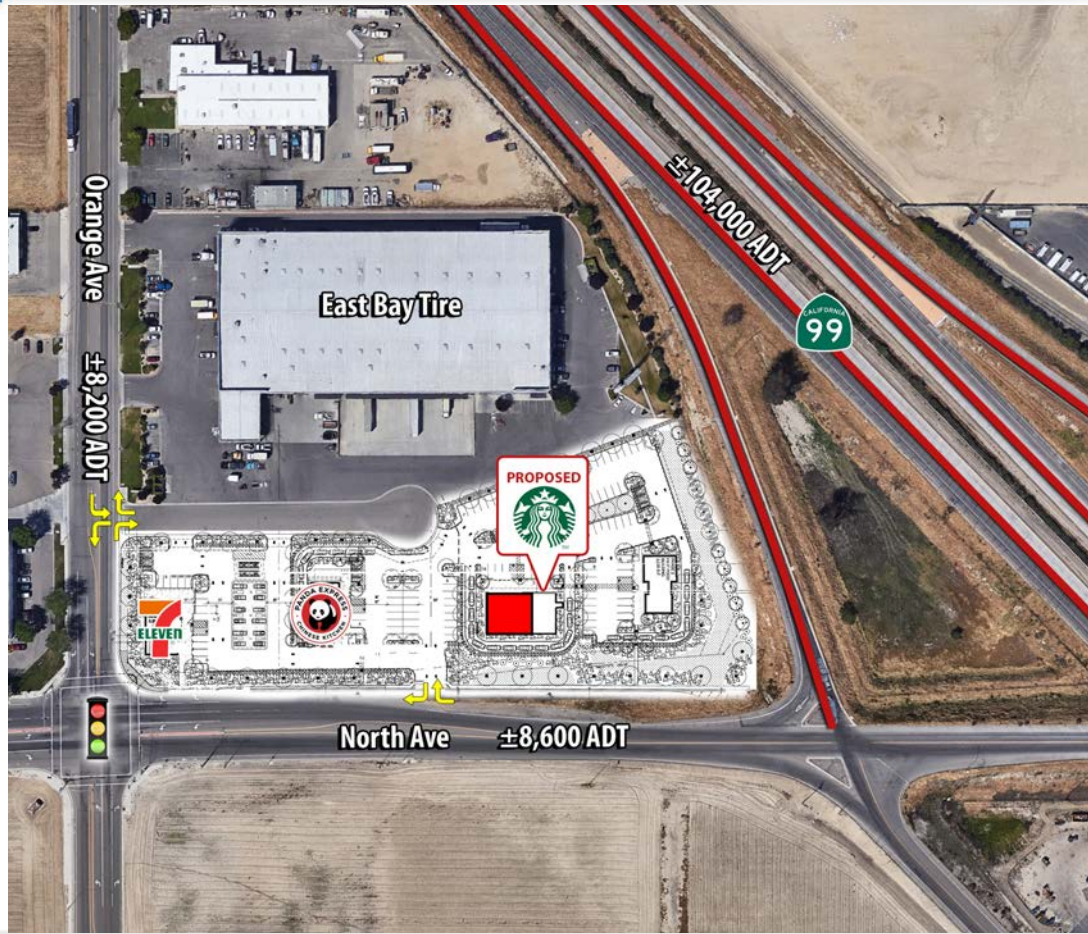 ±104,000 ADT
CALIFORNIA
99
Orange Ave
±8,200 ADT
East Bay Tire
PROPOSED
PANDA EXPRESS
CHINESE KITCHEN
7
ELEVEN
North Ave
±8,600 ADT